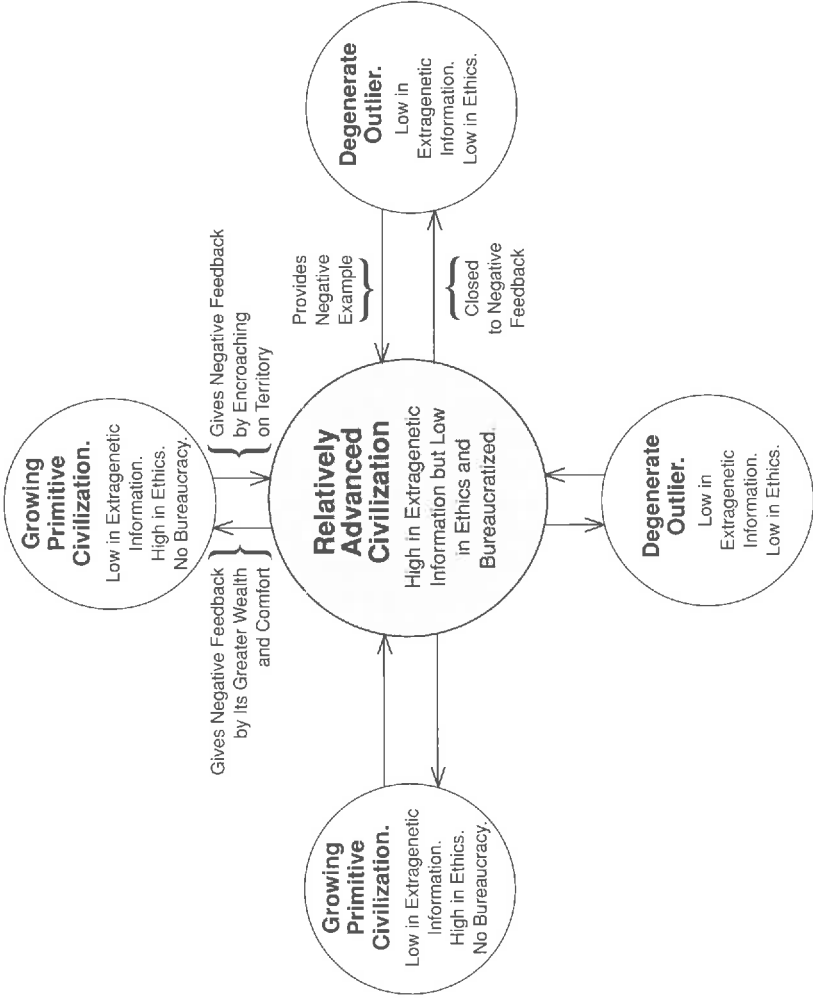 Growing
Primitive
Civilization.
Low in Extragenetic
Information.
High in Ethics.
No Bureaucracy.
Gives Negative Feedback
by Its Greater Wealth
and Comfort
Gives Negative Feedback
by Encroaching
on Territory
Growing
Primitive
Civilization.
Low in Extragenetic
Information.
High in Ethics.
No Bureaucracy.
Relatively
Advanced
Civilization
High in Extragenetic
Information but Low
in Ethics and
Bureaucratized.
Provides
Negative
Example
Closed
to Negative
Feedback
Degenerate
Outlier.
Low in
Extragenetic
Information.
Low in Ethics.
Degenerate
Outlier.
Low in
Extragenetic
Information.
Low in Ethics.